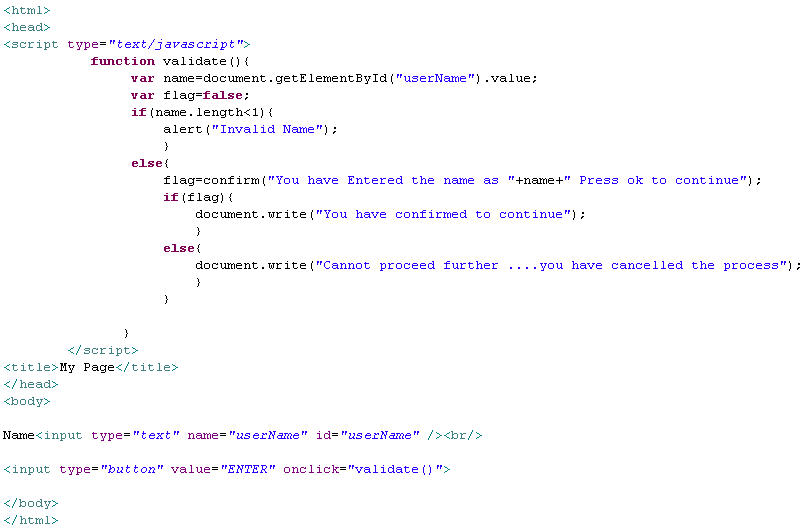 <html>
<head>
<script type="text/javascript">
function validate(){
var name=document.getElementById("userName").value;
var flag=false;
if(name.length<1){
alert("Invalid Name");
}
else{
flag=confirm("You have Entered the name as "+name+" Press ok to continue");
if(flag){
document.write("You have confirmed to continue");
}
else{
document.write("Cannot proceed further ....you have cancelled the process");
}
}
}
</script>
<title>My Page</title>
</head>
<body>
Name<input type="text" name="userName" id="userName" /><br/>
<input type="button" value="ENTER" onclick="validate()">
</body>
</html>